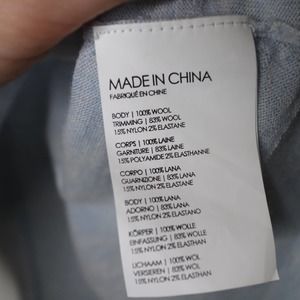 MADE IN CHINA
FABRIQUÉ EN CHINE
BODY | 100% WOOL
TRIMMING | 83% WOOL
15% NYLON 2% ELASTANE
CORPS | 100% LAINE
GARNITURE | 83% LAINE
15% POLYAMIDE 2% ELASTHANNE
CORPO | 100% LANA
GUARNIZIONE | 83% LANA
15% NYLON 2% ELASTAN
BODY | 100% LANA
ADORNO | 83% LANA
15% NYLON 2% ELASTANO
KÖRPER | 100% WOLLE
EINFASSUNG | 83% WOLLE
15% NYLON 2% ELASTAN
LICHAAM | 100% WOL
VERSIEREN | 83% WOL
15% NYLON 2% ELASTAN